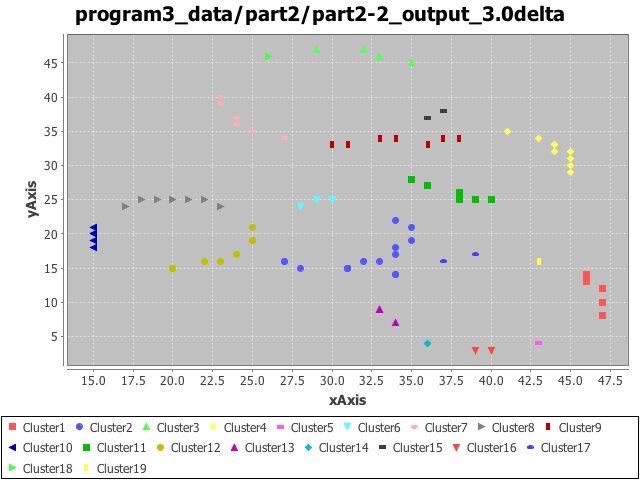 program3_data/part2/part2-2_output_3.0delta
yAxis
45
40
35
30
25
20
15
10
5
15.0 17.5 20.0 22.5 25.0 27.5 30.0 32.5 35.0 37.5 40.0 42.5 45.0 47.5
xAxis
Cluster1 Cluster2 Cluster3 Cluster4 Cluster5 Cluster6 Cluster7 Cluster8 Cluster9
Cluster10 Cluster11 Cluster12 Cluster13 Cluster14 Cluster15 Cluster16 Cluster17
Cluster18 Cluster19